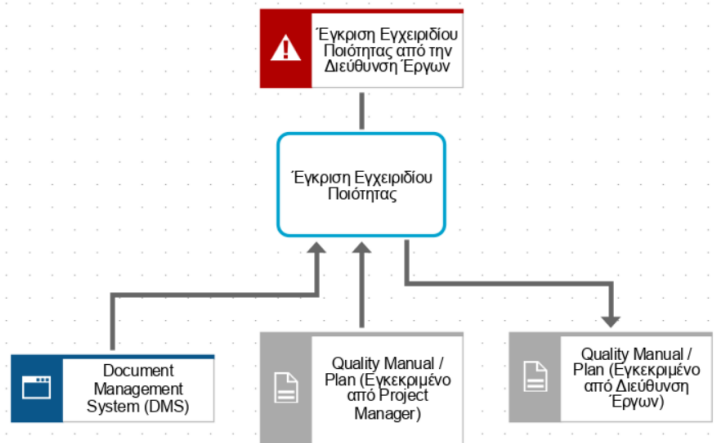 Έγκριση Εγχειριδίου
Ποιότητας από την
Διεύθυνση Έργων
Έγκριση Εγχειριδίου
Ποιότητας
Document
Management
System (DMS)
Quality Manual /
Plan (Εγκεκριμένο
από Project
Manager)
Quality Manual /
Plan (Εγκεκριμένο
από Διεύθυνση
Έργων)